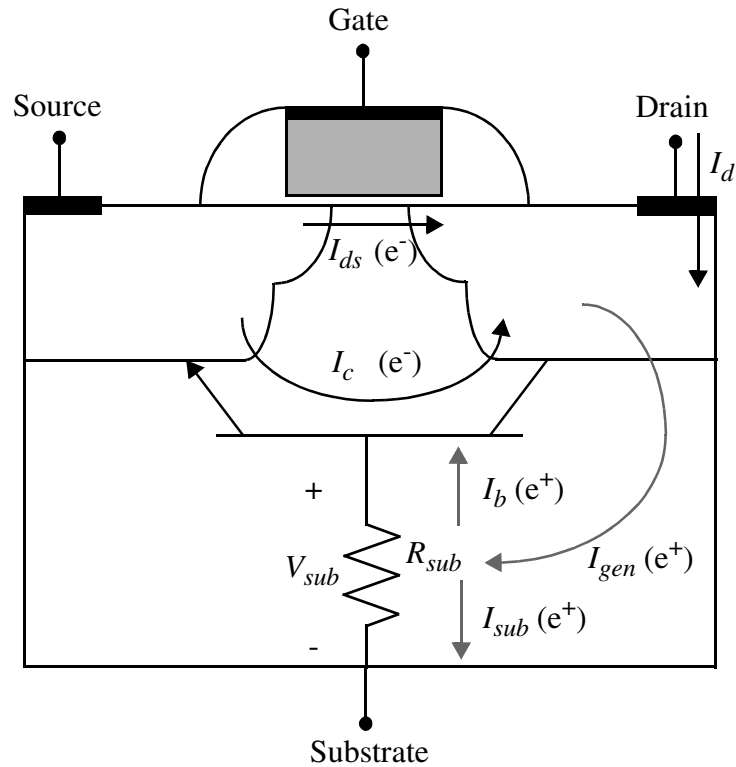 Gate
Source
Drain
I_d
I_ds (e⁻)
I_c (e⁻)
+
I_b (e⁺)
V_sub
R_sub
I_gen (e⁺)
I_sub (e⁺)
-
Substrate